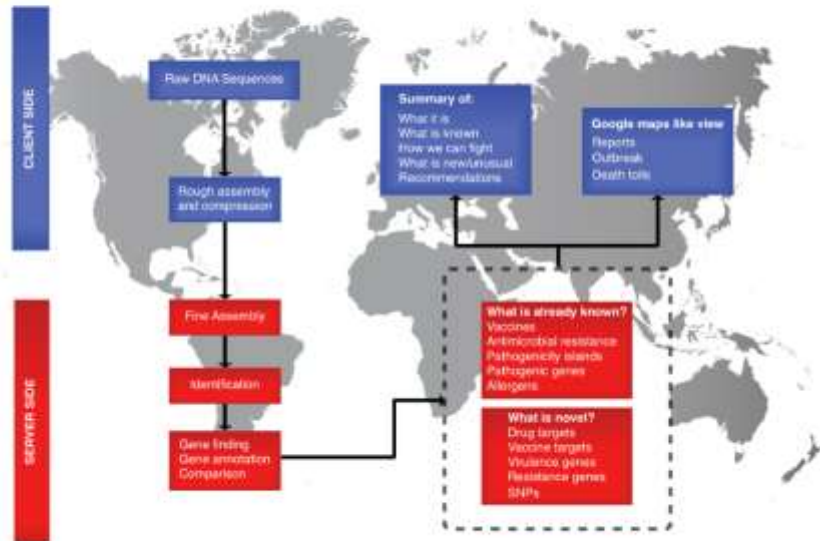 CLIENT SIDE
Raw DNA Sequences
Rough assembly
and compression
Summary of:
What it is
What is known
How we can fight
What is new/unusual
Recommendations
Google maps like view
Reports
Outbreak
Death tolls
SERVER SIDE
Fine Assembly
Identification
Gene finding
Gene annotation
Comparison
What is already known?
Vaccines
Antimicrobial resistance
Pathogenicity islands
Pathogenic genes
Allergens
What is novel?
Drug targets
Vaccine targets
Virulance genes
Resistance genes
SNPs